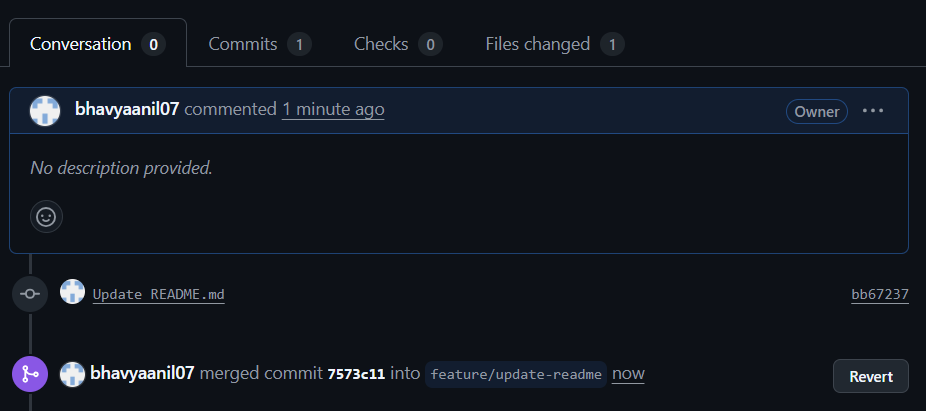 Conversation 0 Commits 1 Checks 0 Files changed 1
bhavyaanil07 commented 1 minute ago Owner
No description provided.
Update README.md bb67237
bhavyaanil07 merged commit 7573c11 into feature/update-readme now Revert